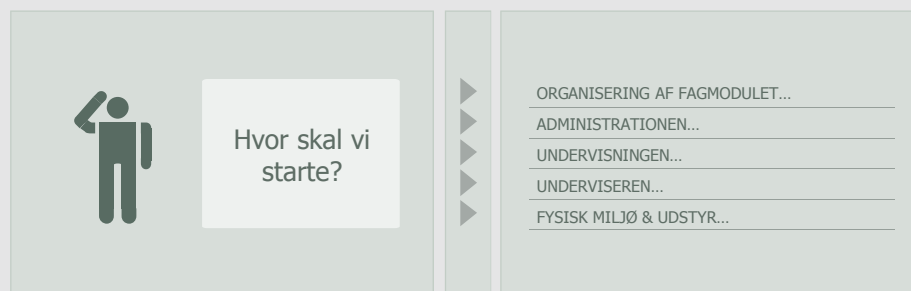 Hvor skal vi
starte?
ORGANISERING AF FAGMODULET...
ADMINISTRATIONEN...
UNDERVISNINGEN...
UNDERVISEREN...
FYSISK MILJØ & UDSTYR...